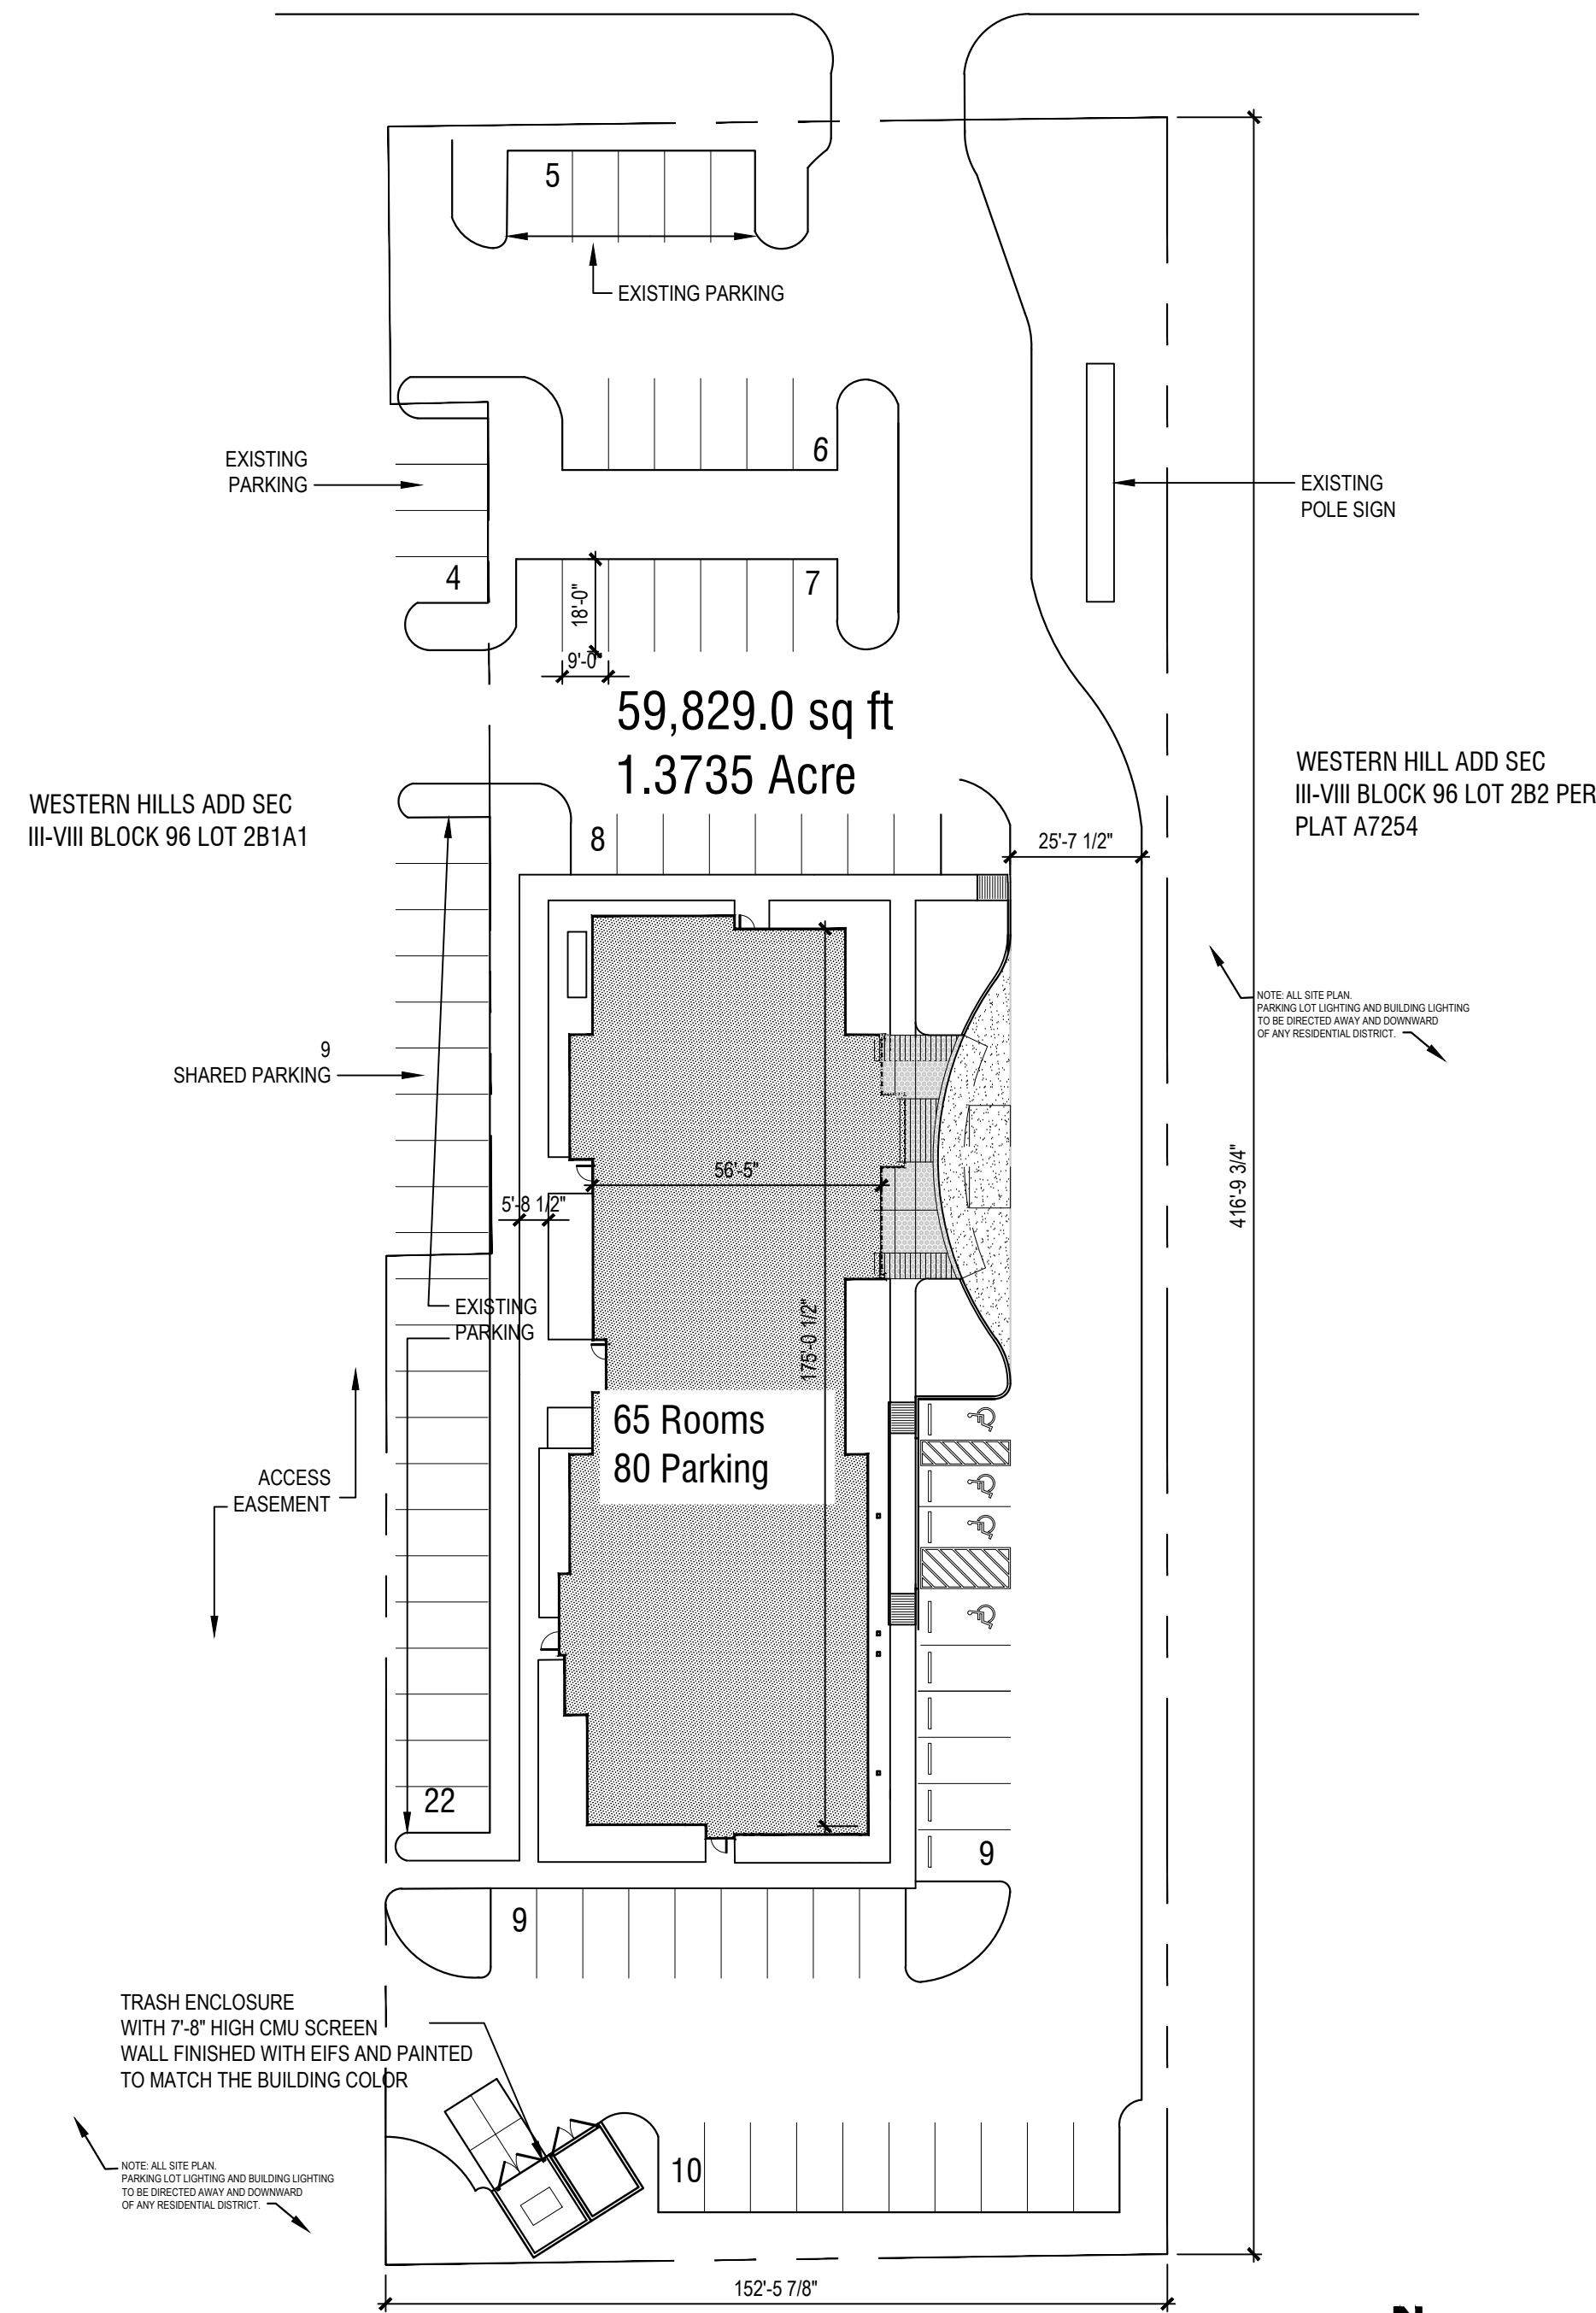 5
EXISTING PARKING
6
EXISTING
PARKING
EXISTING
POLE SIGN
4
7
18'-0"
9'-0"
59,829.0 sq ft
1.3735 Acre
WESTERN HILLS ADD SEC
III-VIII BLOCK 96 LOT 2B1A1
WESTERN HILL ADD SEC
III-VIII BLOCK 96 LOT 2B2 PER
PLAT A7254
8
25'-7 1/2"
NOTE: ALL SITE PLAN.
PARKING LOT LIGHTING AND BUILDING LIGHTING
TO BE DIRECTED AWAY AND DOWNWARD
OF ANY RESIDENTIAL DISTRICT.
9
SHARED PARKING
56'-5"
5'-8 1/2"
416'-9 3/4"
EXISTING
PARKING
175'-0 1/2"
65 Rooms
80 Parking
ACCESS
EASEMENT
22
9
9
TRASH ENCLOSURE
WITH 7'-8" HIGH CMU SCREEN
WALL FINISHED WITH EIFS AND PAINTED
TO MATCH THE BUILDING COLOR
NOTE: ALL SITE PLAN.
PARKING LOT LIGHTING AND BUILDING LIGHTING
TO BE DIRECTED AWAY AND DOWNWARD
OF ANY RESIDENTIAL DISTRICT.
10
152'-5 7/8"